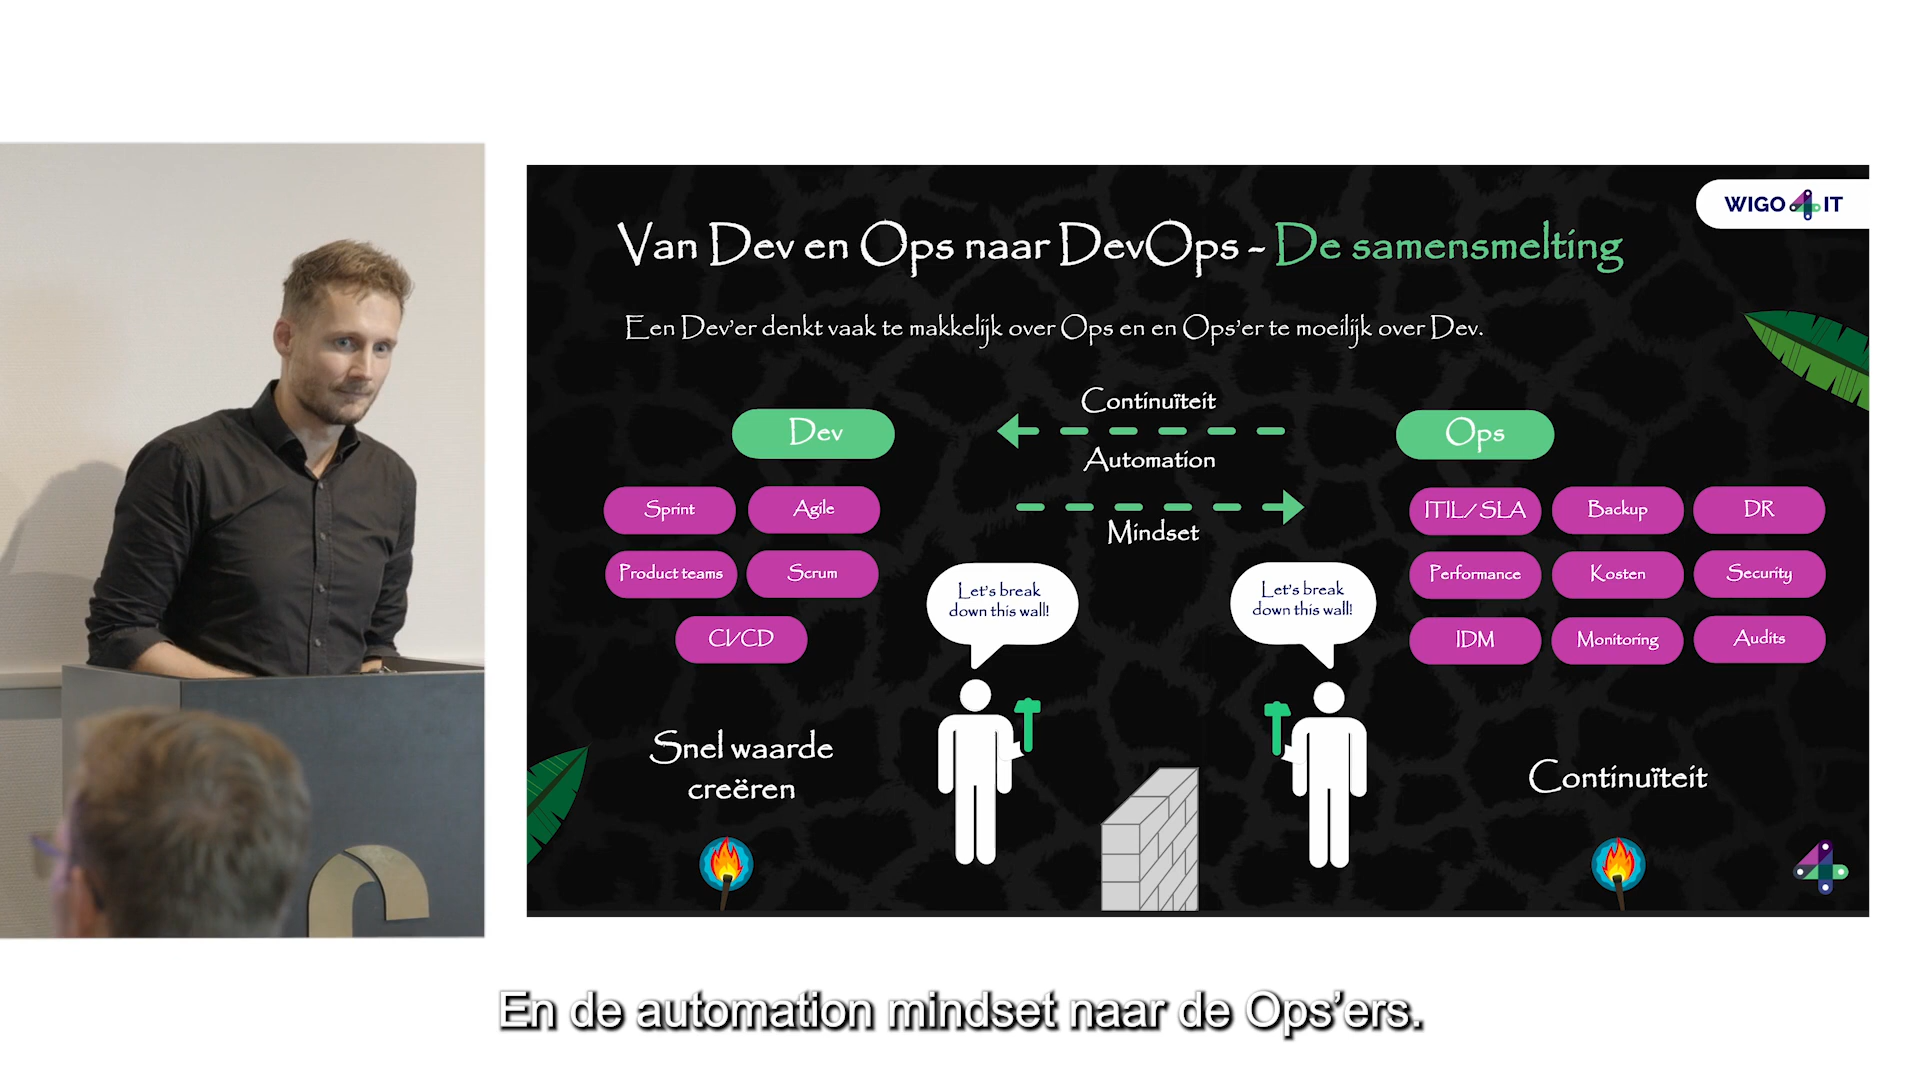 WIGO4IT
Van Dev en Ops naar DevOps - De samensmelting
Een Dev'er denkt vaak te makkelijk over Ops en en Ops'er te moeilijk over Dev.
Continuïteit
Dev
Ops
Automation
Sprint
Agile
ITIL/SLA
Backup
DR
Mindset
Product teams
Scrum
Performance
Kosten
Security
Let's break
down this wall!
Let's break
down this wall!
CI/CD
IDM
Monitoring
Audits
Snel waarde
creëren
Continuïteit
En de automation mindset naar de Ops'ers.